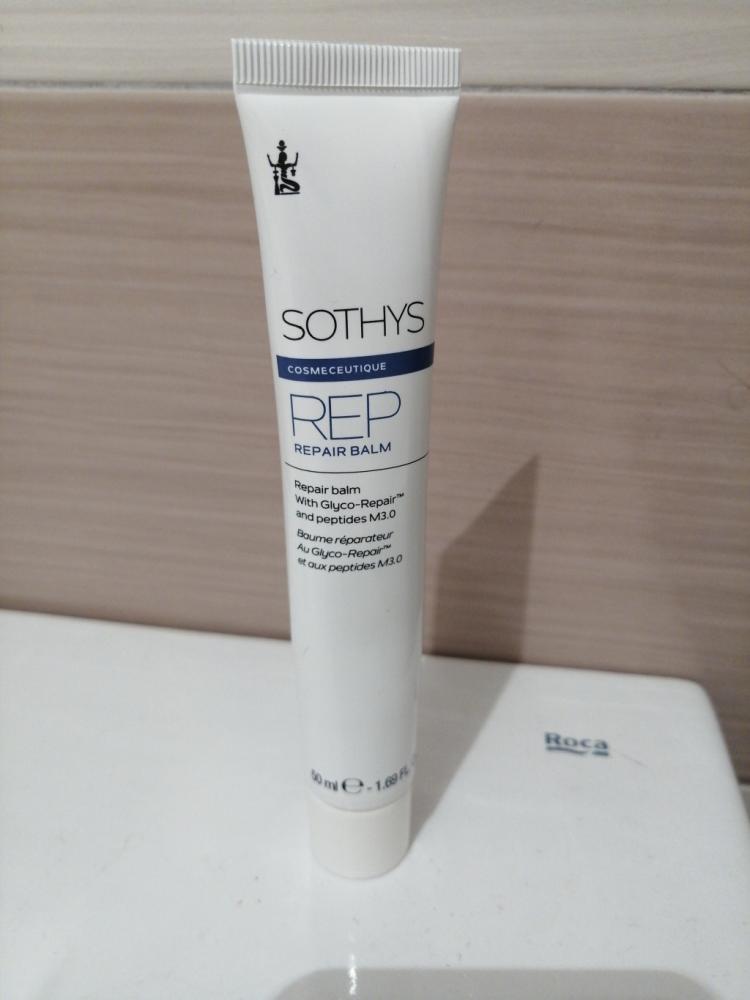 SOTHYS
COSMECEUTIQUE
REP
REPAIR BALM
Repair balm
With Glyco-Repair™
and peptides M3.0
Baume réparateur
Au Glyco-Repair™
et aux peptides M3.0
50 ml ℮ - 1.69 FL
Roca